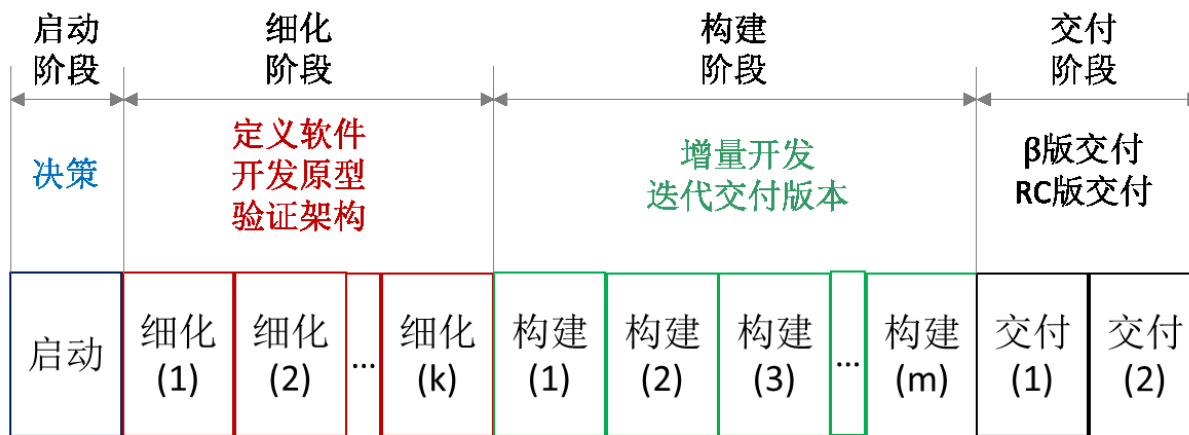 启动
阶段
细化
阶段
构建
阶段
交付
阶段
决策
定义软件
开发原型
验证架构
增量开发
迭代交付版本
β版交付
RC版交付
启动
细化
(1)
细化
(2)
...
细化
(k)
构建
(1)
构建
(2)
构建
(3)
...
构建
(m)
交付
(1)
交付
(2)